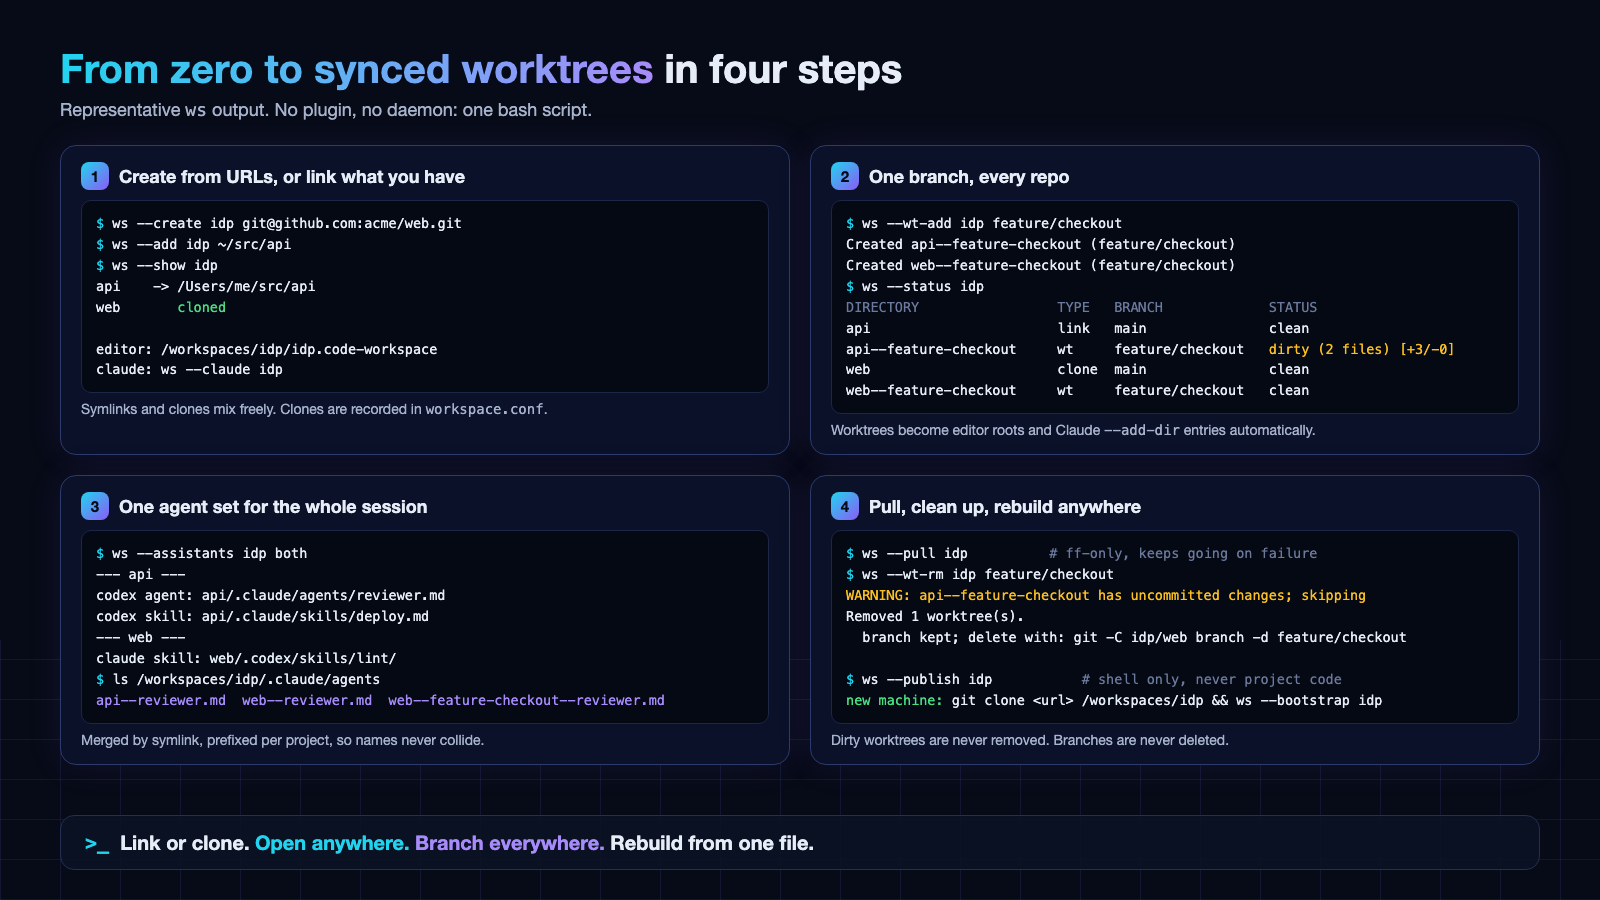 From zero to synced worktrees in four steps
Representative ws output. No plugin, no daemon: one bash script.
1 Create from URLs, or link what you have
$ ws --create idp git@github.com:acme/web.git
$ ws --add idp ~/src/api
$ ws --show idp
api    -> /Users/me/src/api
web       cloned
editor: /workspaces/idp/idp.code-workspace
claude: ws --claude idp
Symlinks and clones mix freely. Clones are recorded in workspace.conf.
2 One branch, every repo
$ ws --wt-add idp feature/checkout
Created api--feature-checkout (feature/checkout)
Created web--feature-checkout (feature/checkout)
$ ws --status idp
DIRECTORY                 TYPE   BRANCH             STATUS
api                       link   main               clean
api--feature-checkout     wt     feature/checkout   dirty (2 files) [+3/-0]
web                       clone  main               clean
web--feature-checkout     wt     feature/checkout   clean
Worktrees become editor roots and Claude --add-dir entries automatically.
3 One agent set for the whole session
$ ws --assistants idp both
--- api ---
codex agent: api/.claude/agents/reviewer.md
codex skill: api/.claude/skills/deploy.md
--- web ---
claude skill: web/.codex/skills/lint/
$ ls /workspaces/idp/.claude/agents
api--reviewer.md  web--reviewer.md  web--feature-checkout--reviewer.md
Merged by symlink, prefixed per project, so names never collide.
4 Pull, clean up, rebuild anywhere
$ ws --pull idp          # ff-only, keeps going on failure
$ ws --wt-rm idp feature/checkout
WARNING: api--feature-checkout has uncommitted changes; skipping
Removed 1 worktree(s).
  branch kept; delete with: git -C idp/web branch -d feature/checkout
$ ws --publish idp           # shell only, never project code
new machine: git clone <url> /workspaces/idp && ws --bootstrap idp
Dirty worktrees are never removed. Branches are never deleted.
>_ Link or clone. Open anywhere. Branch everywhere. Rebuild from one file.